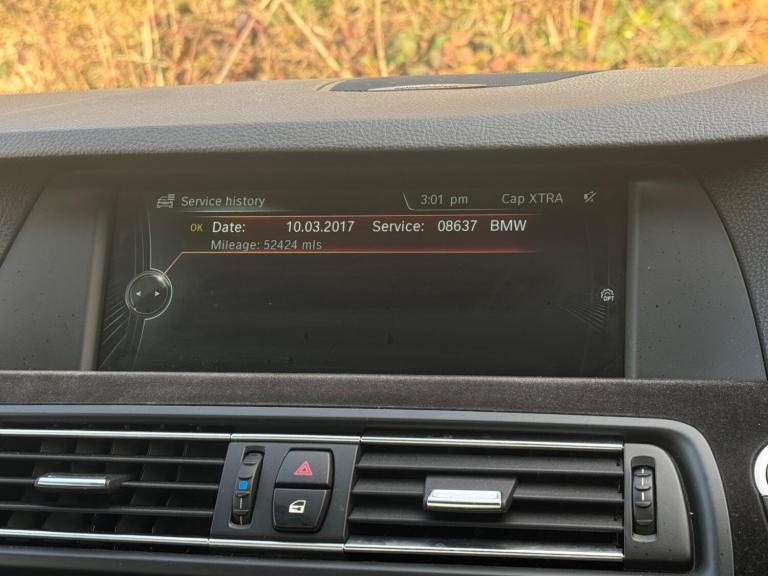 Service history 3:01 pm Cap XTRA
OK Date: 10.03.2017 Service: 08637 BMW
Mileage: 52424 mls
OPT